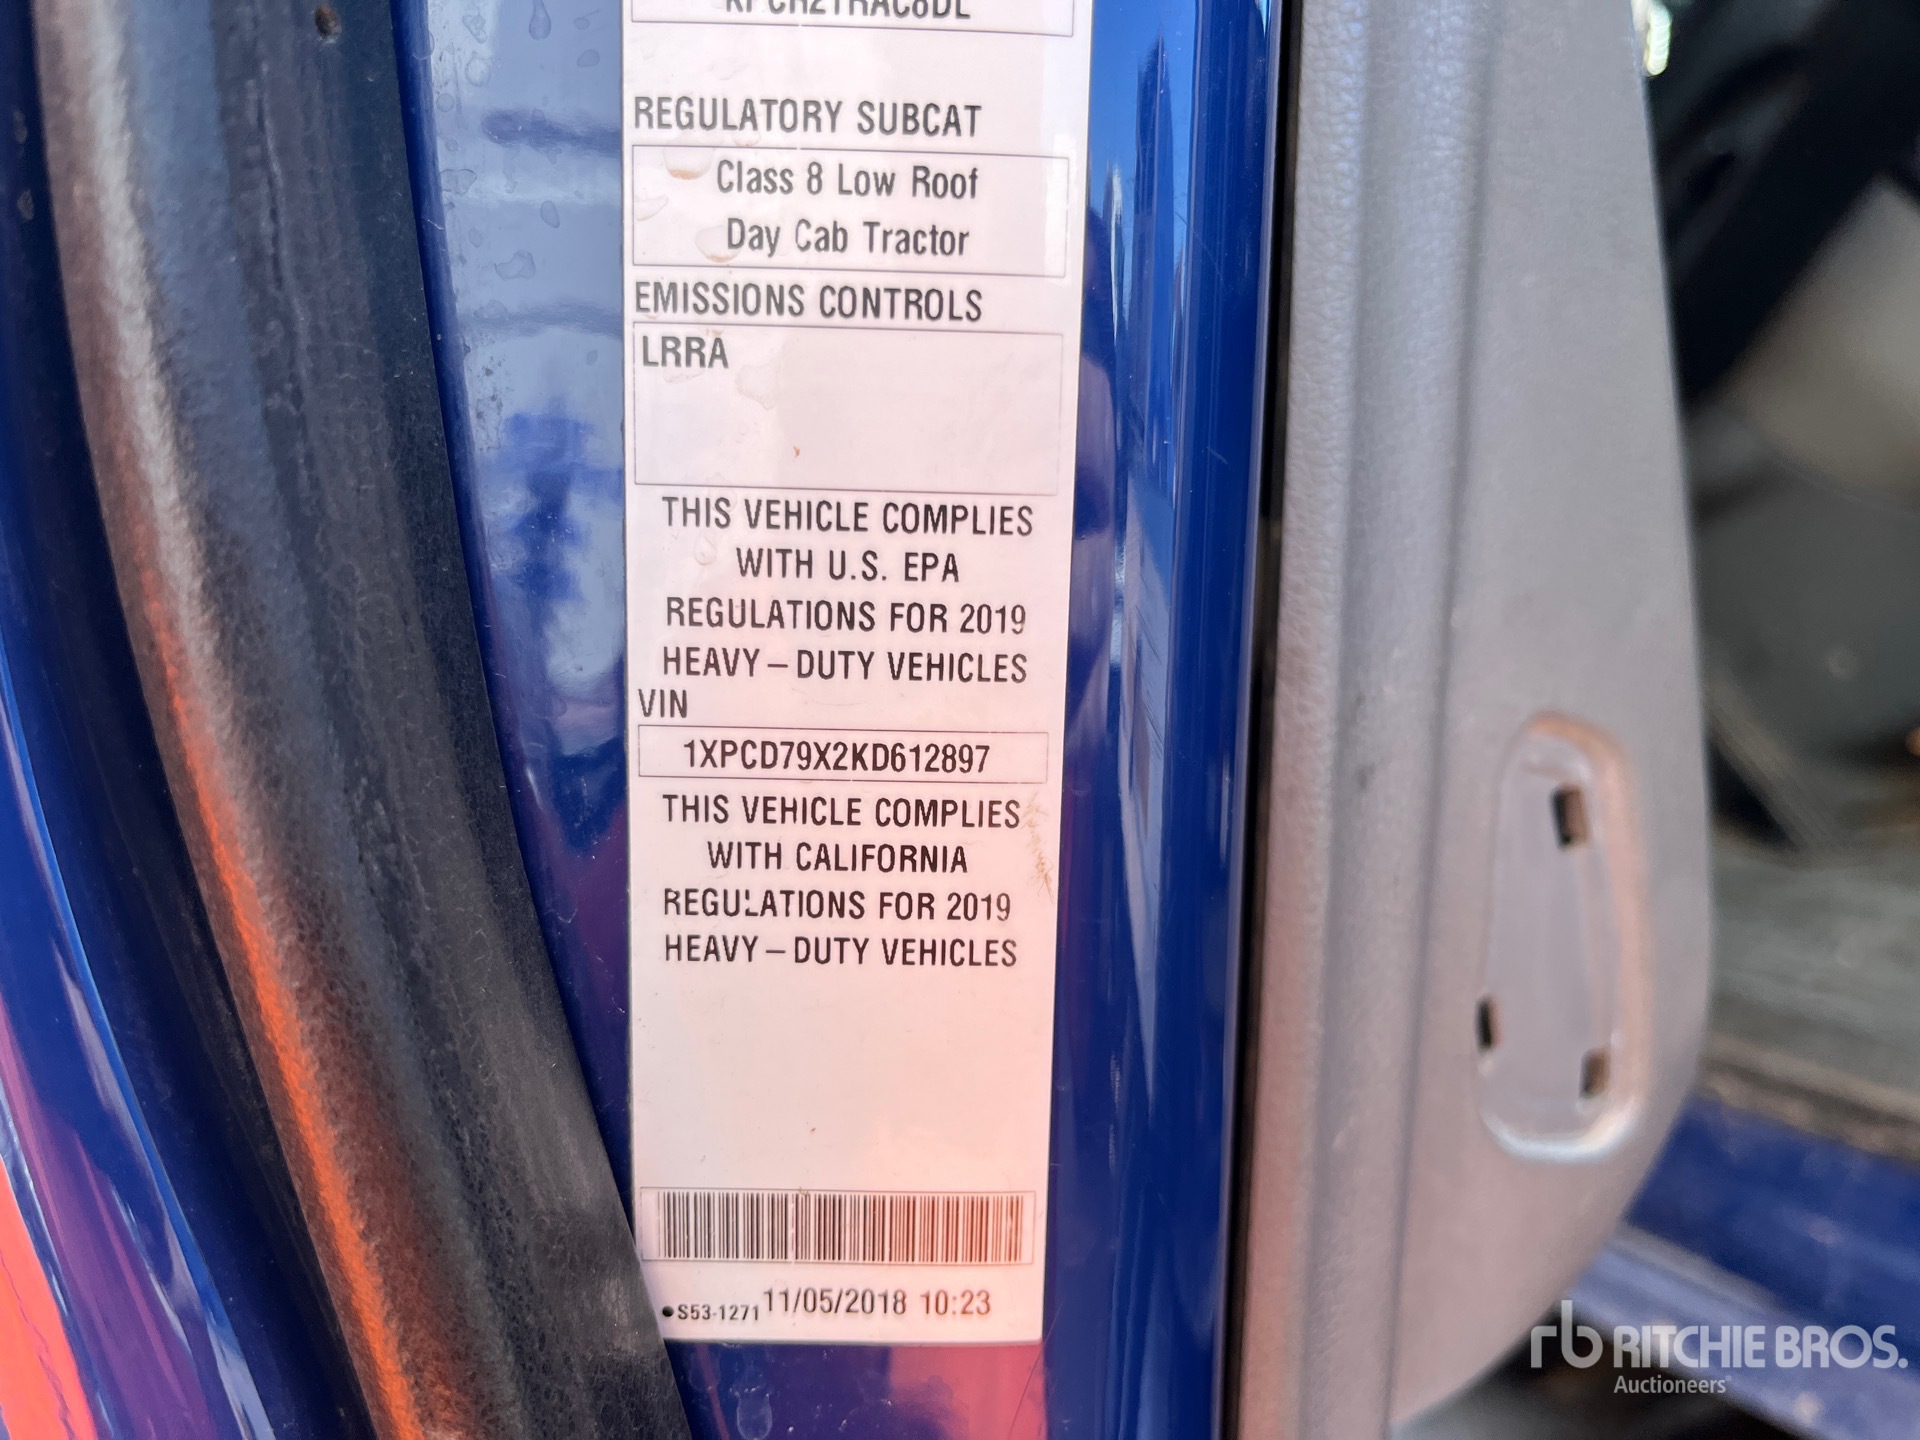 REGULATORY SUBCAT
Class 8 Low Roof
Day Cab Tractor
EMISSIONS CONTROLS
LRRA
THIS VEHICLE COMPLIES
WITH U.S. EPA
REGULATIONS FOR 2019
HEAVY – DUTY VEHICLES
VIN
1XPCD79X2KD612897
THIS VEHICLE COMPLIES
WITH CALIFORNIA
REGULATIONS FOR 2019
HEAVY – DUTY VEHICLES
•S53-1271 11/05/2018 10:23
rb RITCHIE BROS.
Auctioneers